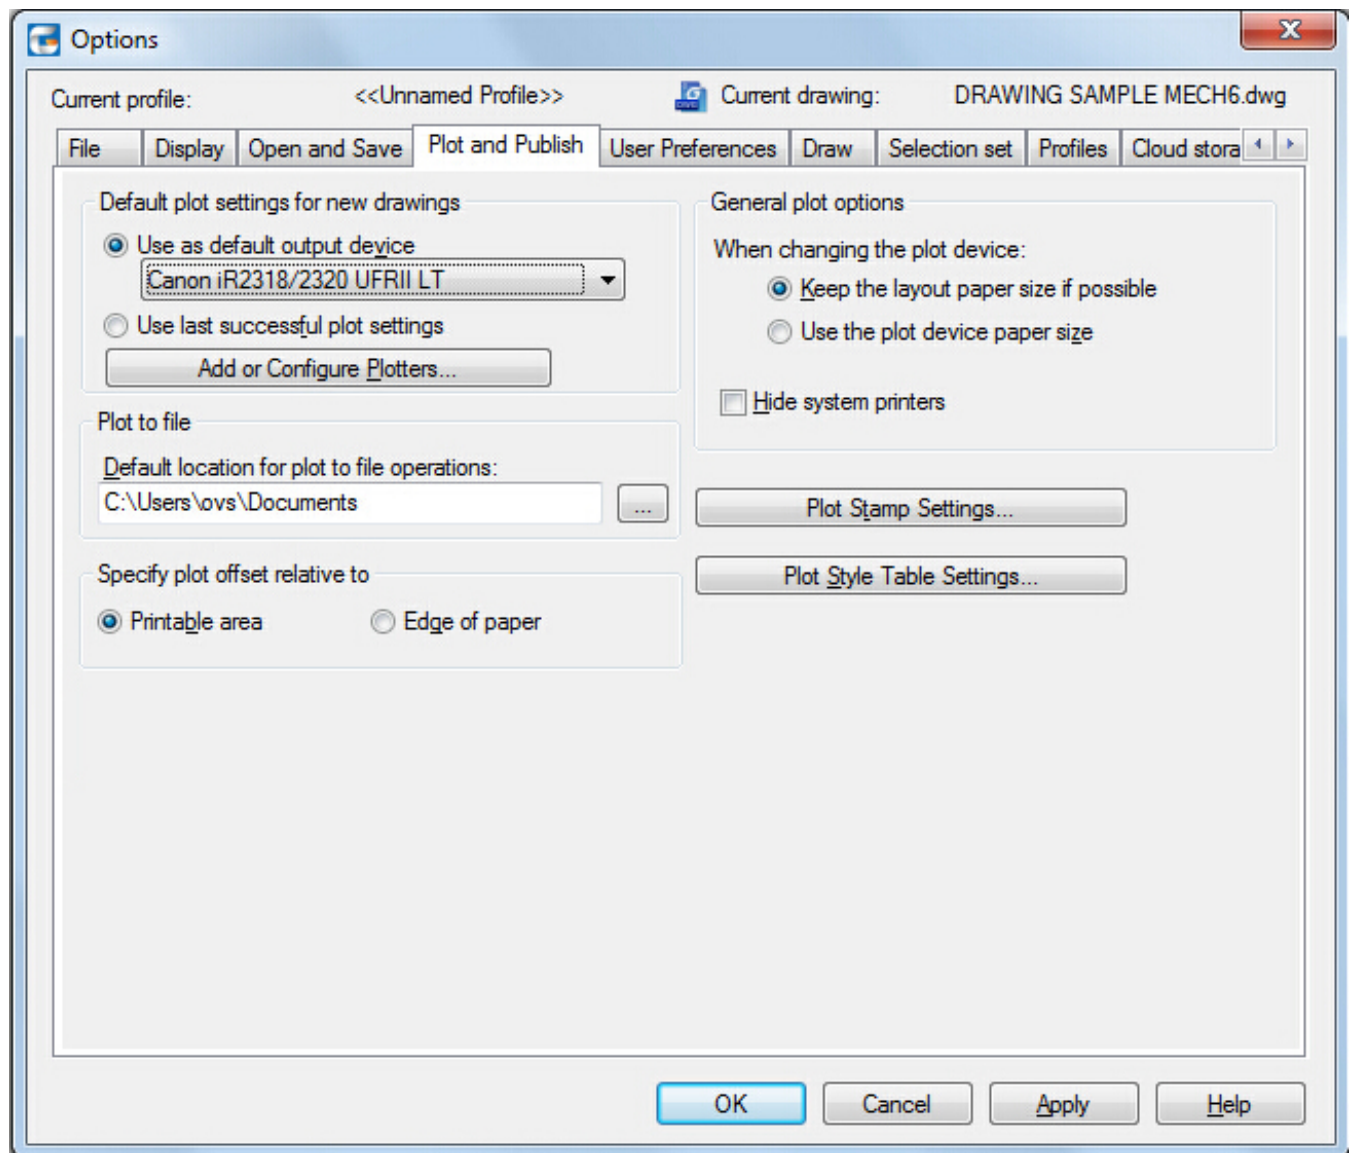 Options
Current profile: <<Unnamed Profile>> Current drawing: DRAWING SAMPLE MECH6.dwg
File Display Open and Save Plot and Publish User Preferences Draw Selection set Profiles Cloud stora
Default plot settings for new drawings
Use as default output device
Canon iR2318/2320 UFRII LT
Use last successful plot settings
Add or Configure Plotters...
Plot to file
Default location for plot to file operations:
C:\Users\ovs\Documents
...
Specify plot offset relative to
Printable area Edge of paper
General plot options
When changing the plot device:
Keep the layout paper size if possible
Use the plot device paper size
Hide system printers
Plot Stamp Settings...
Plot Style Table Settings...
OK Cancel Apply Help